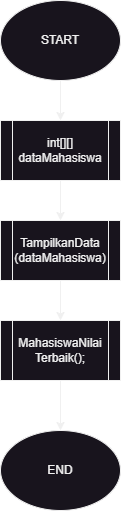 START
int[][]
dataMahasiswa
TampilkanData
(dataMahasiswa)
MahasiswaNilai
Terbaik();
END